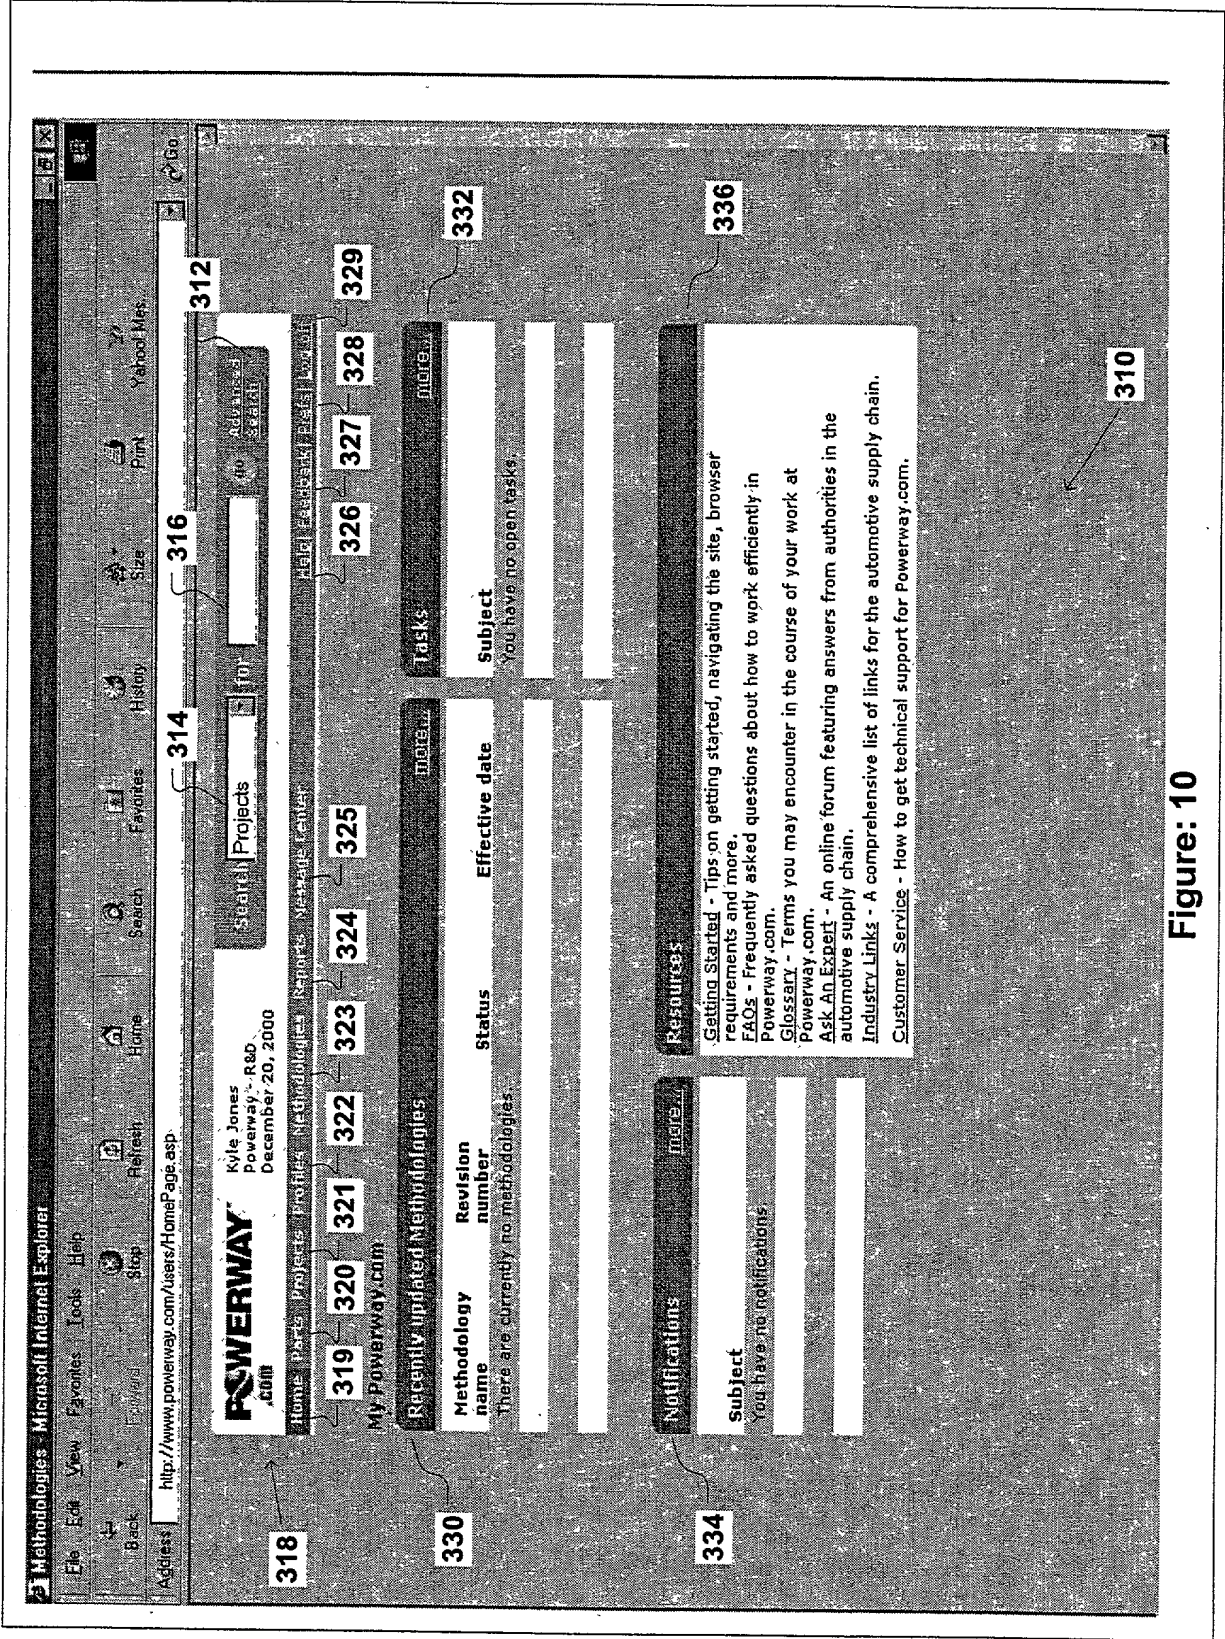 Methodologies - Microsoft Internet Explorer
File Edit View Favorites Tools Help
Back Forward Stop Refresh Home Search Favorites History Size Print Yahoo! Mes
Address http://www.powerway.com/users/HomePage.asp Go
314 316 312
POWERWAY
.com
Kyle Jones
Powerway - R&D
December 20, 2000
Search Projects for Go Advanced Search
318
Home Parts Projects Profiles Methodologies Reports Message Center Help Feedback Prefs Log out
319 320 321 322 323 324 325 326 327 328 329
My Powerway.com
330 332
Recently updated Methodologies more...
Methodology name Revision number Status Effective date
There are currently no methodologies.
Tasks more...
Subject
You have no open tasks.
334 336
Notifications more...
Subject
You have no notifications
Resources
Getting Started - Tips on getting started, navigating the site, browser
requirements and more.
FAQs - Frequently asked questions about how to work efficiently in
Powerway.com.
Glossary - Terms you may encounter in the course of your work at
Powerway.com.
Ask An Expert - An online forum featuring answers from authorities in the
automotive supply chain.
Industry Links - A comprehensive list of links for the automotive supply chain.
Customer Service - How to get technical support for Powerway.com.
310
Figure: 10